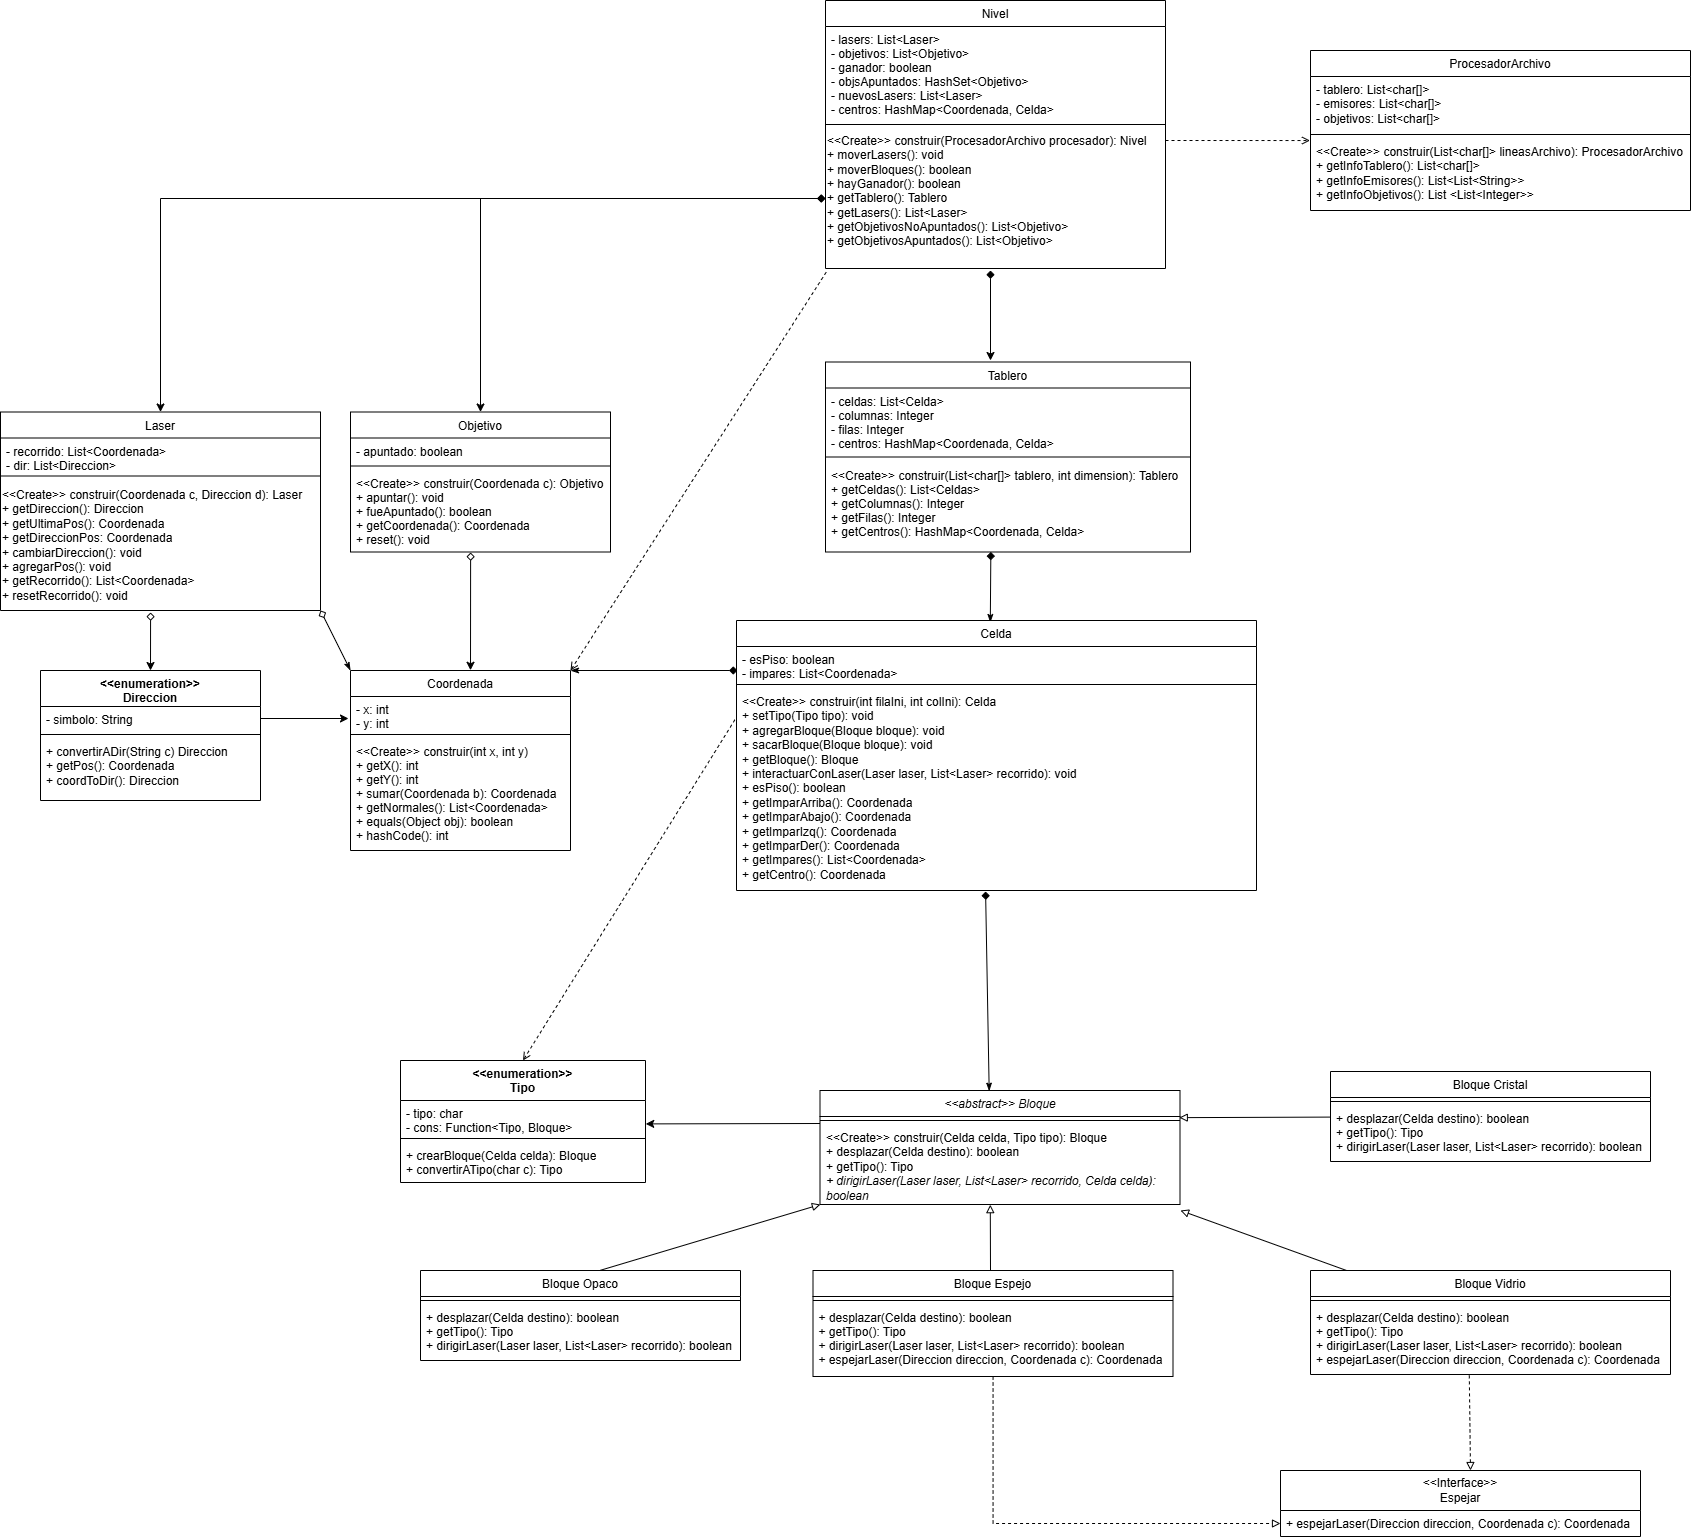 Nivel
- lasers: List<Laser>
- objetivos: List<Objetivo>
- ganador: boolean
- objsApuntados: HashSet<Objetivo>
- nuevosLasers: List<Laser>
- centros: HashMap<Coordenada, Celda>
<<Create>> construir(ProcesadorArchivo procesador): Nivel
+ moverLasers(): void
+ moverBloques(): boolean
+ hayGanador(): boolean
+ getTablero(): Tablero
+ getLasers(): List<Laser>
+ getObjetivosNoApuntados(): List<Objetivo>
+ getObjetivosApuntados(): List<Objetivo>
ProcesadorArchivo
- tablero: List<char[]>
- emisores: List<char[]>
- objetivos: List<char[]>
<<Create>> construir(List<char[]> lineasArchivo): ProcesadorArchivo
+ getInfoTablero(): List<char[]>
+ getInfoEmisores(): List<List<String>>
+ getInfoObjetivos(): List <List<Integer>>
Tablero
- celdas: List<Celda>
- columnas: Integer
- filas: Integer
- centros: HashMap<Coordenada, Celda>
<<Create>> construir(List<char[]> tablero, int dimension): Tablero
+ getCeldas(): List<Celdas>
+ getColumnas(): Integer
+ getFilas(): Integer
+ getCentros(): HashMap<Coordenada, Celda>
Laser
- recorrido: List<Coordenada>
- dir: List<Direccion>
<<Create>> construir(Coordenada c, Direccion d): Laser
+ getDireccion(): Direccion
+ getUltimaPos(): Coordenada
+ getDireccionPos: Coordenada
+ cambiarDireccion(): void
+ agregarPos(): void
+ getRecorrido(): List<Coordenada>
+ resetRecorrido(): void
Objetivo
- apuntado: boolean
<<Create>> construir(Coordenada c): Objetivo
+ apuntar(): void
+ fueApuntado(): boolean
+ getCoordenada(): Coordenada
+ reset(): void
<<enumeration>>
Direccion
- simbolo: String
+ convertirADir(String c) Direccion
+ getPos(): Coordenada
+ coordToDir(): Direccion
Coordenada
- x: int
- y: int
<<Create>> construir(int x, int y)
+ getX(): int
+ getY(): int
+ sumar(Coordenada b): Coordenada
+ getNormales(): List<Coordenada>
+ equals(Object obj): boolean
+ hashCode(): int
Celda
- esPiso: boolean
- impares: List<Coordenada>
<<Create>> construir(int filaIni, int colIni): Celda
+ setTipo(Tipo tipo): void
+ agregarBloque(Bloque bloque): void
+ sacarBloque(Bloque bloque): void
+ getBloque(): Bloque
+ interactuarConLaser(Laser laser, List<Laser> recorrido): void
+ esPiso(): boolean
+ getImparArriba(): Coordenada
+ getImparAbajo(): Coordenada
+ getImparIzq(): Coordenada
+ getImparDer(): Coordenada
+ getImpares(): List<Coordenada>
+ getCentro(): Coordenada
<<enumeration>>
Tipo
- tipo: char
- cons: Function<Tipo, Bloque>
+ crearBloque(Celda celda): Bloque
+ convertirATipo(char c): Tipo
<<abstract>> Bloque
<<Create>> construir(Celda celda, Tipo tipo): Bloque
+ desplazar(Celda destino): boolean
+ getTipo(): Tipo
+ dirigirLaser(Laser laser, List<Laser> recorrido, Celda celda):
boolean
Bloque Cristal
+ desplazar(Celda destino): boolean
+ getTipo(): Tipo
+ dirigirLaser(Laser laser, List<Laser> recorrido): boolean
Bloque Opaco
+ desplazar(Celda destino): boolean
+ getTipo(): Tipo
+ dirigirLaser(Laser laser, List<Laser> recorrido): boolean
Bloque Espejo
+ desplazar(Celda destino): boolean
+ getTipo(): Tipo
+ dirigirLaser(Laser laser, List<Laser> recorrido): boolean
+ espejarLaser(Direccion direccion, Coordenada c): Coordenada
Bloque Vidrio
+ desplazar(Celda destino): boolean
+ getTipo(): Tipo
+ dirigirLaser(Laser laser, List<Laser> recorrido): boolean
+ espejarLaser(Direccion direccion, Coordenada c): Coordenada
<<Interface>>
Espejar
+ espejarLaser(Direccion direccion, Coordenada c): Coordenada